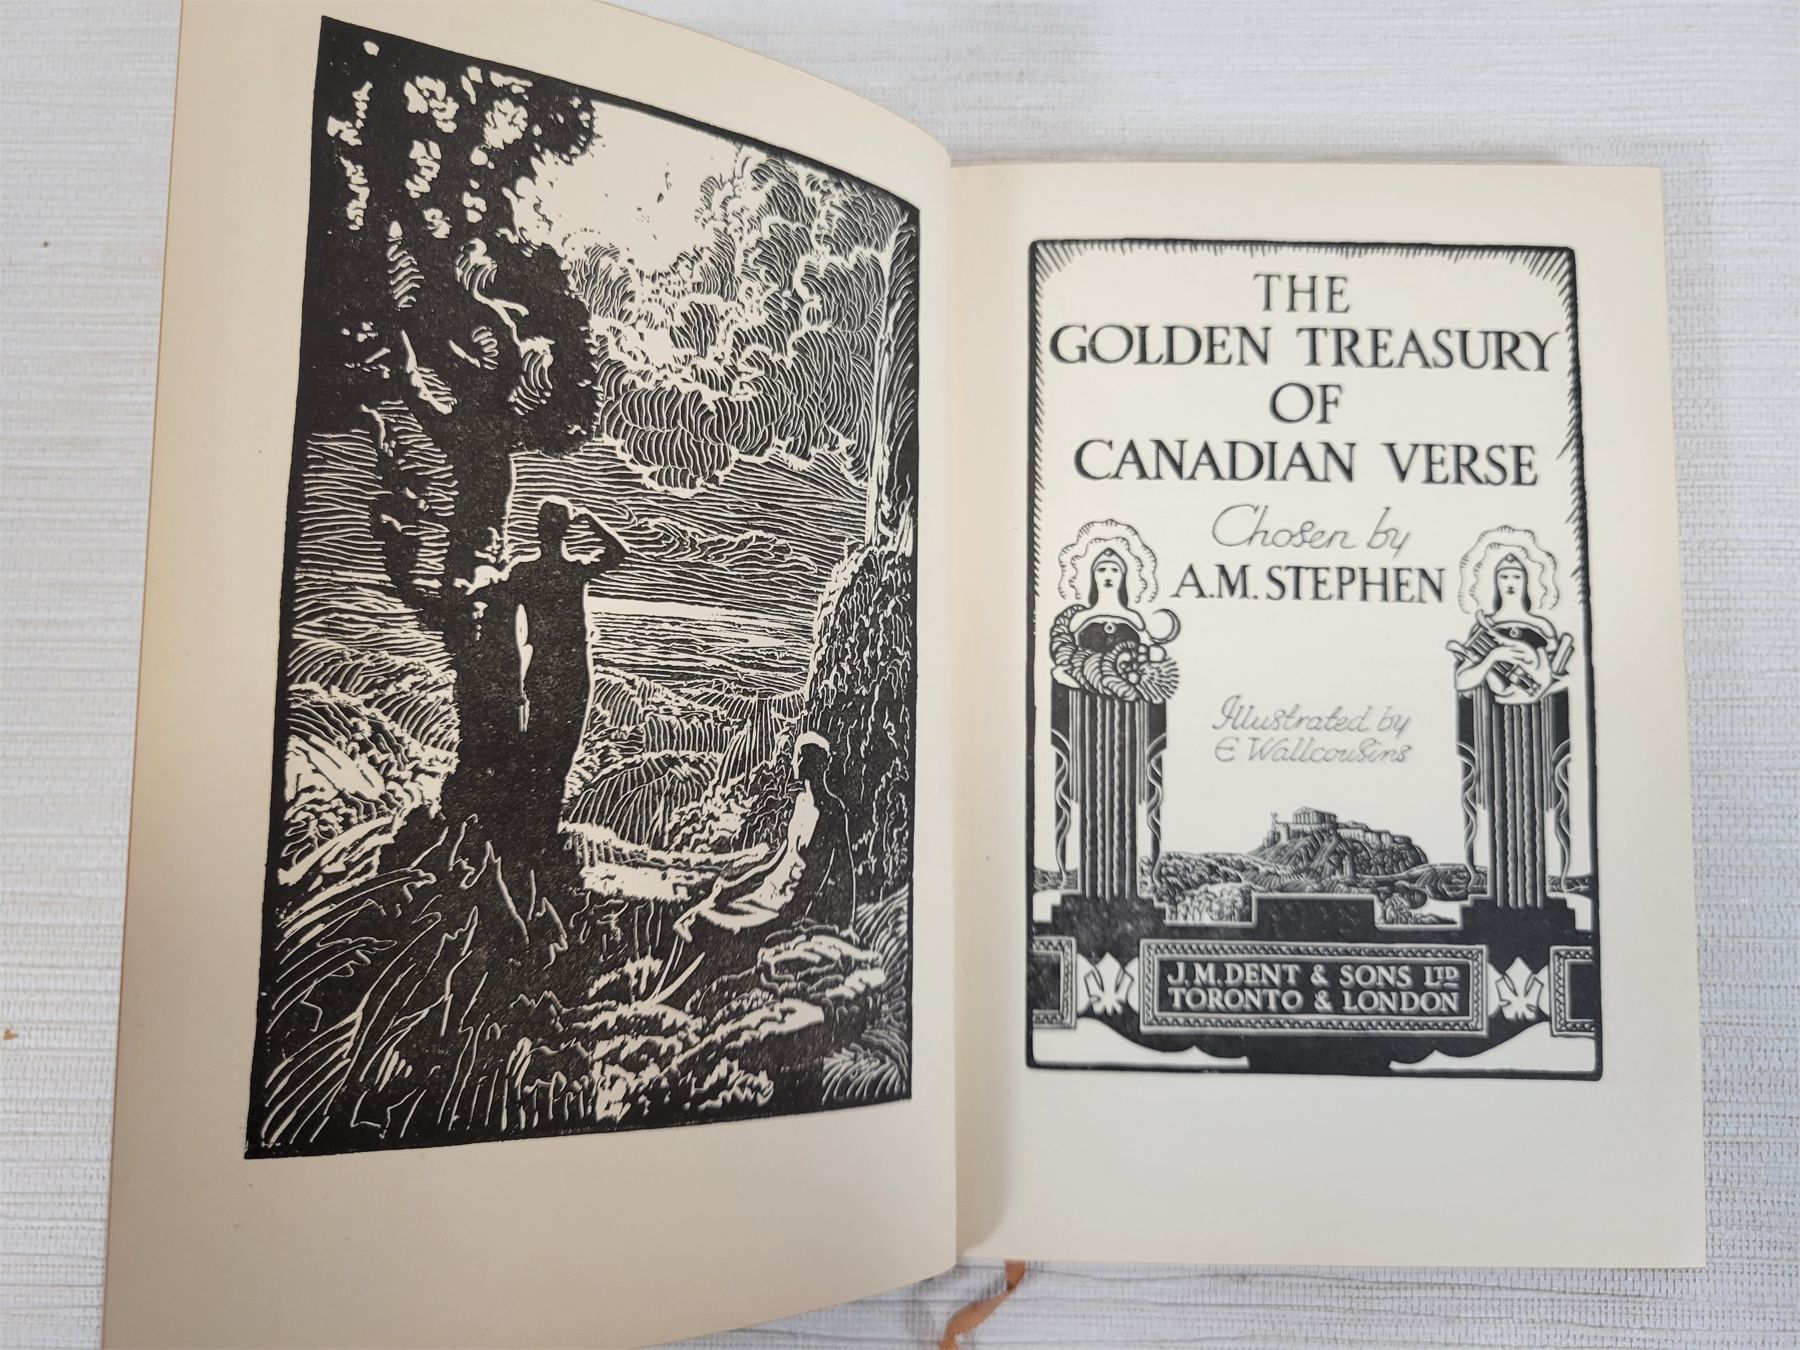 THE
GOLDEN TREASURY
OF
CANADIAN VERSE
Chosen by
A.M. STEPHEN
Illustrated by
E Wallcousins
J. M. DENT & SONS LTD
TORONTO & LONDON